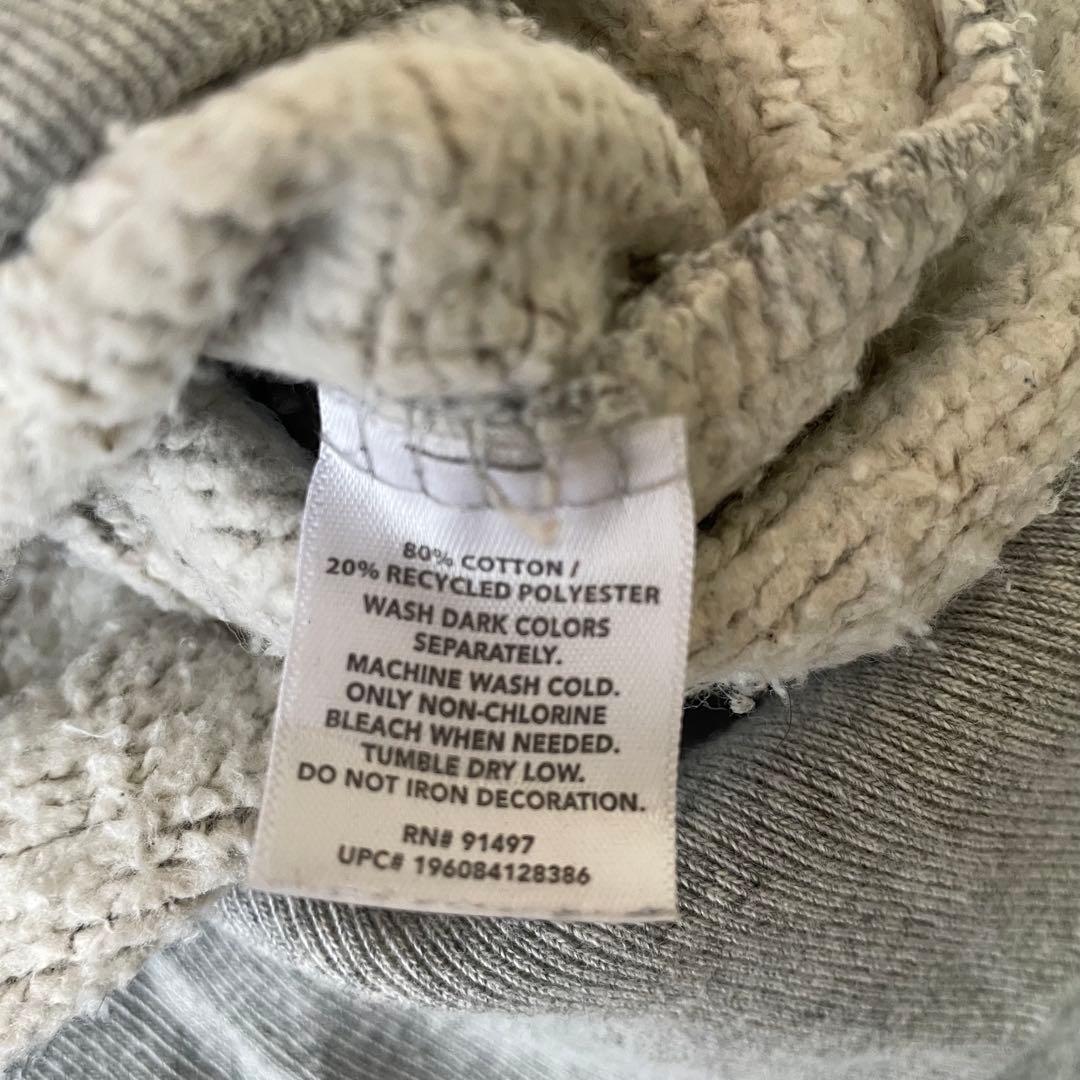 80% COTTON /
20% RECYCLED POLYESTER
WASH DARK COLORS
SEPARATELY.
MACHINE WASH COLD.
ONLY NON-CHLORINE
BLEACH WHEN NEEDED.
TUMBLE DRY LOW.
DO NOT IRON DECORATION.
RN# 91497
UPC# 196084128386